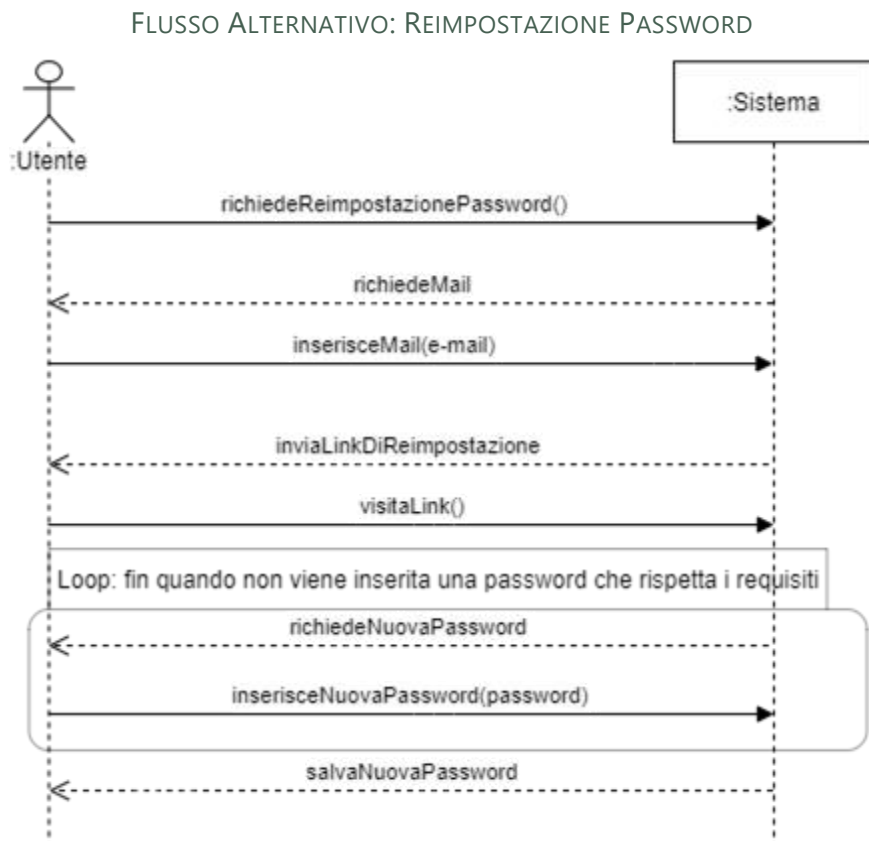 FLUSSO ALTERNATIVO: REIMPOSTAZIONE PASSWORD
:Sistema
:Utente
richiedeReimpostazionePassword()
richiedeMail
inserisceMail(e-mail)
inviaLinkDiReimpostazione
visitaLink()
Loop: fin quando non viene inserita una password che rispetta i requisiti
richiedeNuovaPassword
inserisceNuovaPassword(password)
salvaNuovaPassword